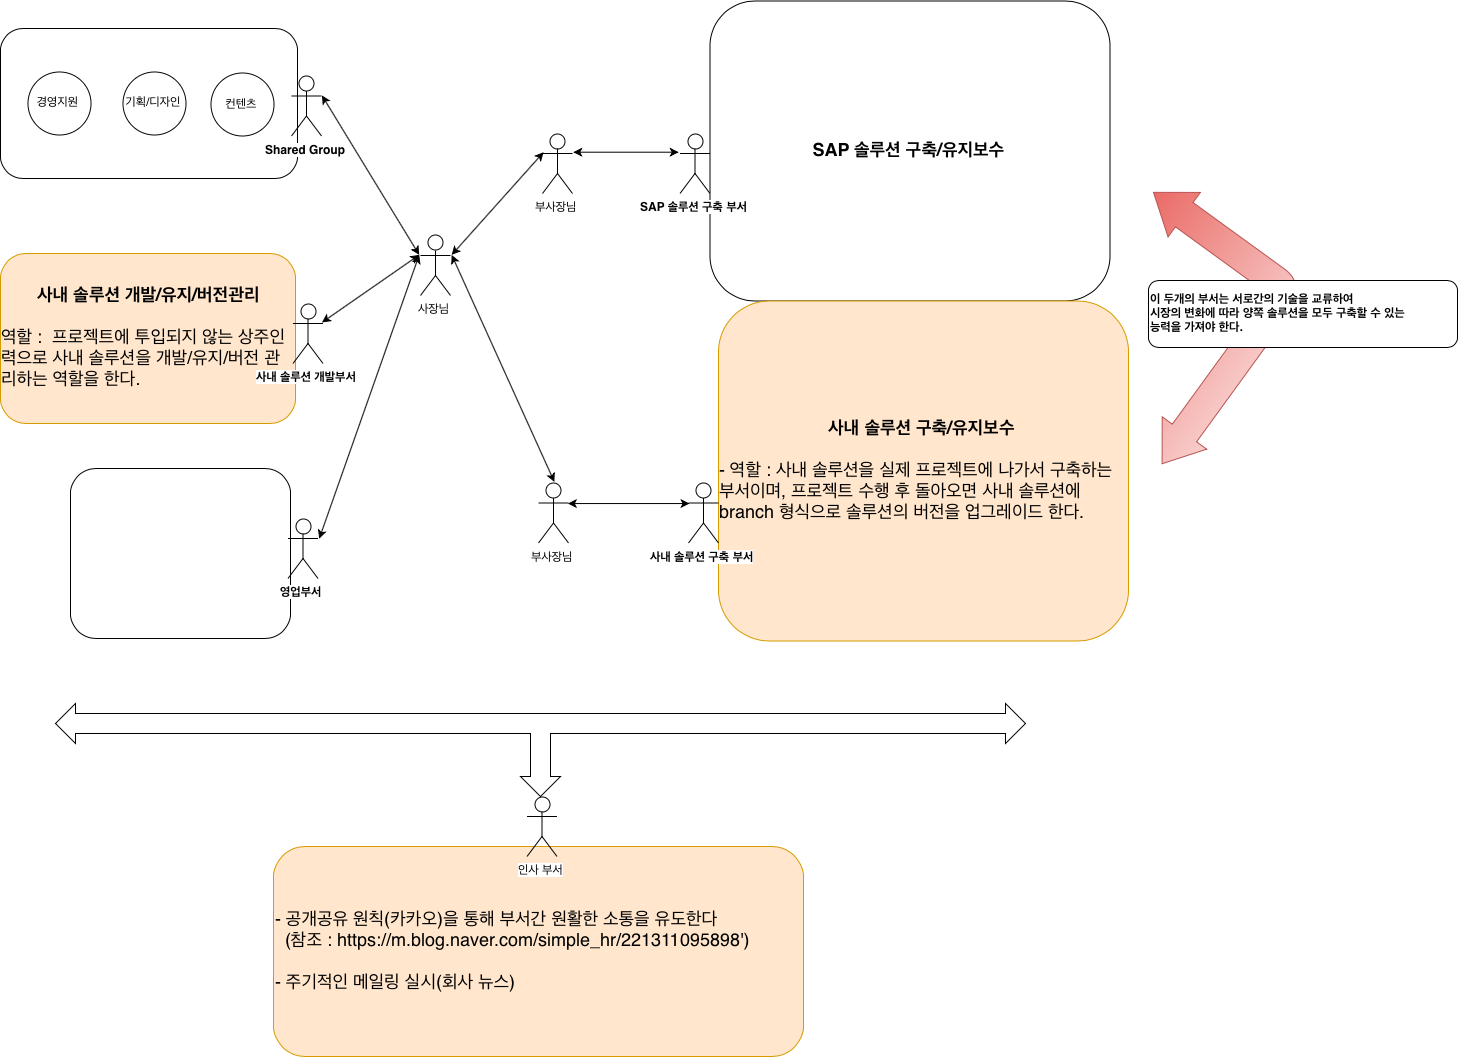 경영지원
기획/디자인
컨텐츠
Shared Group
SAP 솔루션 구축/유지보수
부사장님
SAP 솔루션 구축 부서
사장님
사내 솔루션 개발/유지/버전관리
역할 :  프로젝트에 투입되지 않는 상주인
력으로 사내 솔루션을 개발/유지/버전 관
리하는 역할을 한다.
사내 솔루션 개발부서
이 두개의 부서는 서로간의 기술을 교류하여
시장의 변화에 따라 양쪽 솔루션을 모두 구축할 수 있는
능력을 가져야 한다.
사내 솔루션 구축/유지보수
- 역할 : 사내 솔루션을 실제 프로젝트에 나가서 구축하는
부서이며, 프로젝트 수행 후 돌아오면 사내 솔루션에
branch 형식으로 솔루션의 버전을 업그레이드 한다.
부사장님
사내 솔루션 구축 부서
영업부서
인사 부서
- 공개공유 원칙(카카오)을 통해 부서간 원활한 소통을 유도한다
(참조 : https://m.blog.naver.com/simple_hr/221311095898')
- 주기적인 메일링 실시(회사 뉴스)